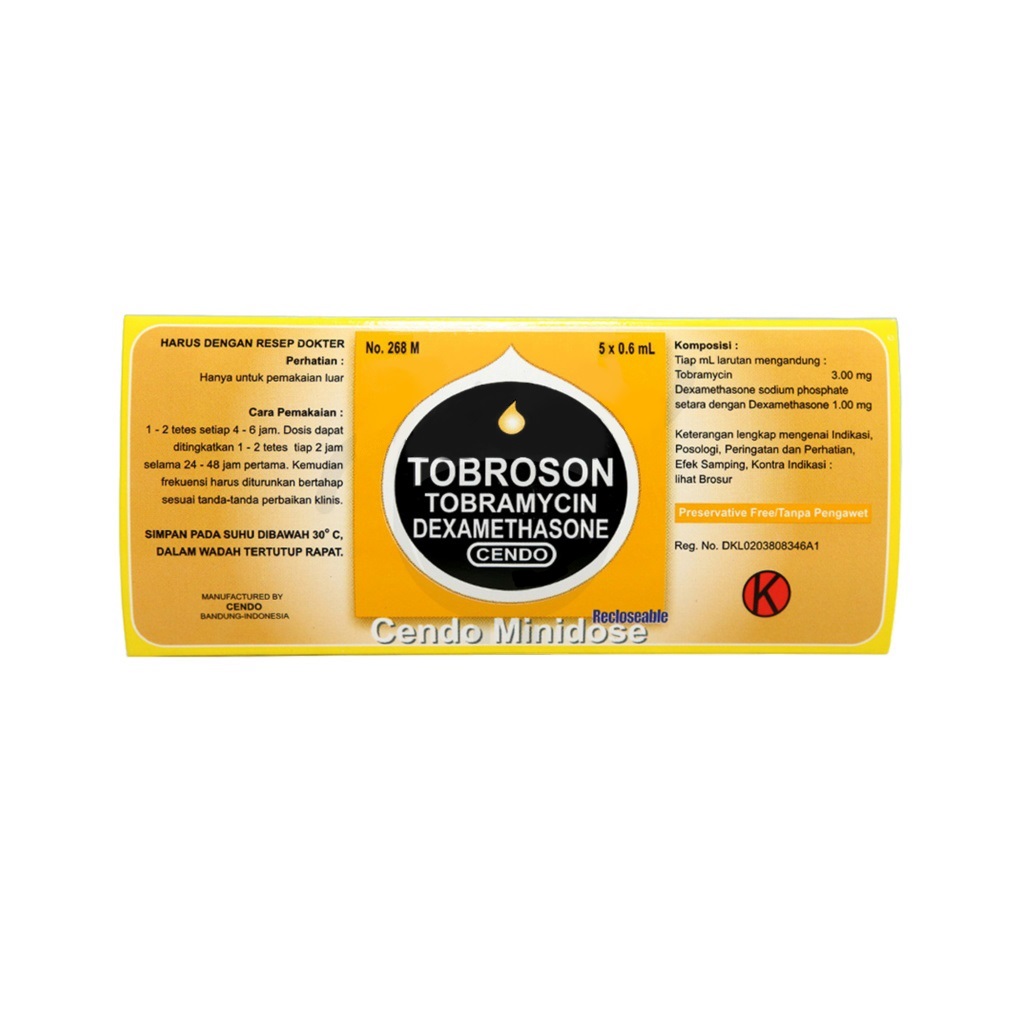 HARUS DENGAN RESEP DOKTER
Perhatian :
Hanya untuk pemakaian luar
Cara Pemakaian :
1 - 2 tetes setiap 4 - 6 jam. Dosis dapat
ditingkatkan 1 - 2 tetes tiap 2 jam
selama 24 - 48 jam pertama. Kemudian
frekuensi harus diturunkan bertahap
sesuai tanda-tanda perbaikan klinis.
SIMPAN PADA SUHU DIBAWAH 30° C,
DALAM WADAH TERTUTUP RAPAT.
MANUFACTURED BY
CENDO
BANDUNG-INDONESIA
No. 268 M
5 x 0.6 mL
TOBROSON
TOBRAMYCIN
DEXAMETHASONE
CENDO
Recloseable
Cendo Minidose
Komposisi :
Tiap mL larutan mengandung :
Tobramycin 3.00 mg
Dexamethasone sodium phosphate
setara dengan Dexamethasone 1.00 mg
Keterangan lengkap mengenai Indikasi,
Posologi, Peringatan dan Perhatian,
Efek Samping, Kontra Indikasi :
lihat Brosur
Preservative Free/Tanpa Pengawet
Reg. No. DKL0203808346A1
K